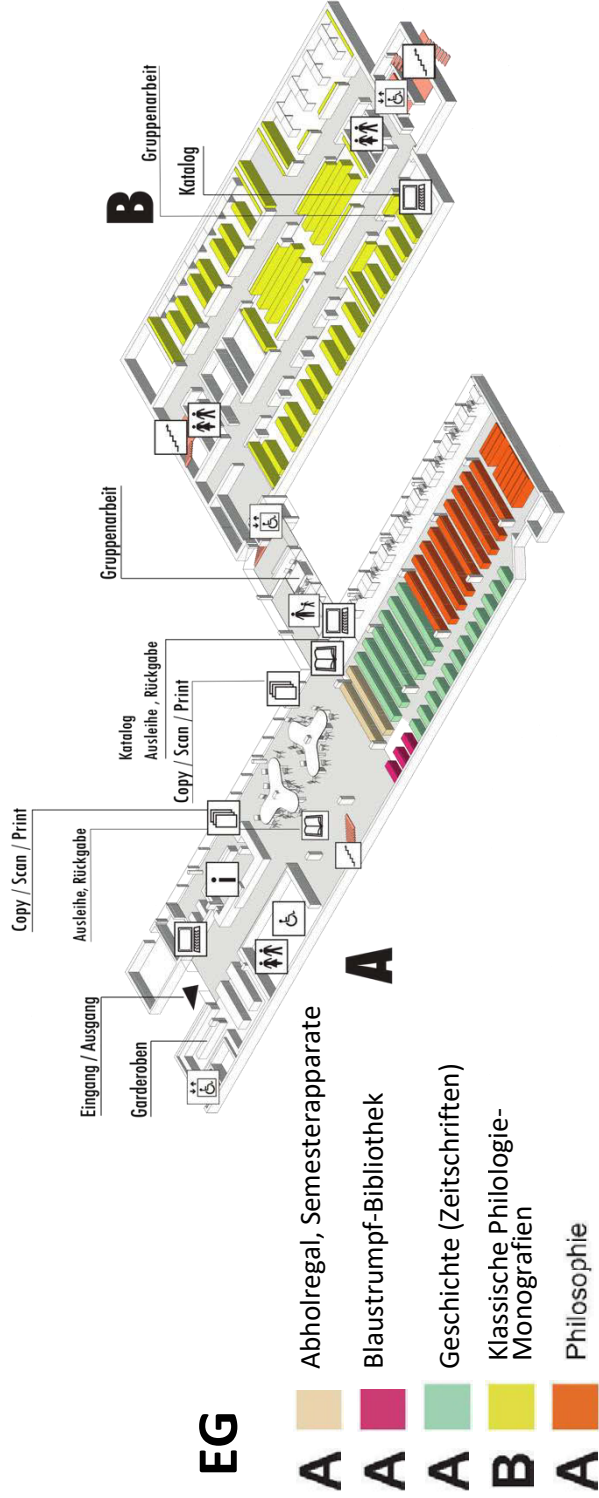 EG
A Abholregal, Semesterapparate
A Blaustrumpf-Bibliothek
A Geschichte (Zeitschriften)
B Klassische Philologie-
Monografien
A Philosophie
Eingang / Ausgang
Garderoben
Copy / Scan / Print
Ausleihe, Rückgabe
Katalog
Ausleihe , Rückgabe
Copy / Scan / Print
Gruppenarbeit
Gruppenarbeit
Katalog
A
B
i